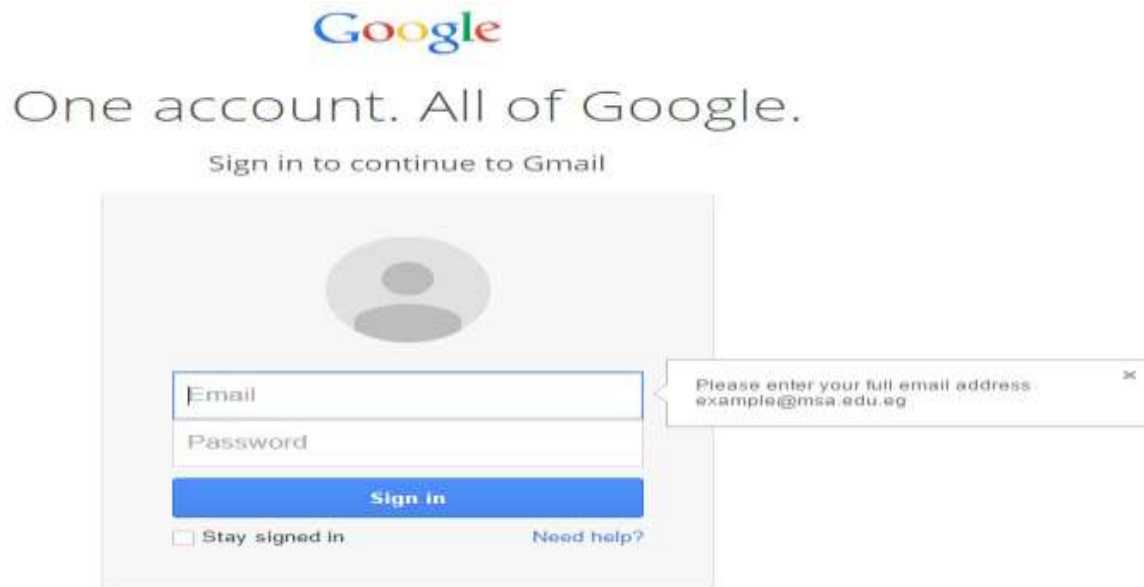 Google
One account. All of Google.
Sign in to continue to Gmail
Email
Please enter your full email address
example@msa.edu.eg
×
Password
Sign in
Stay signed in
Need help?